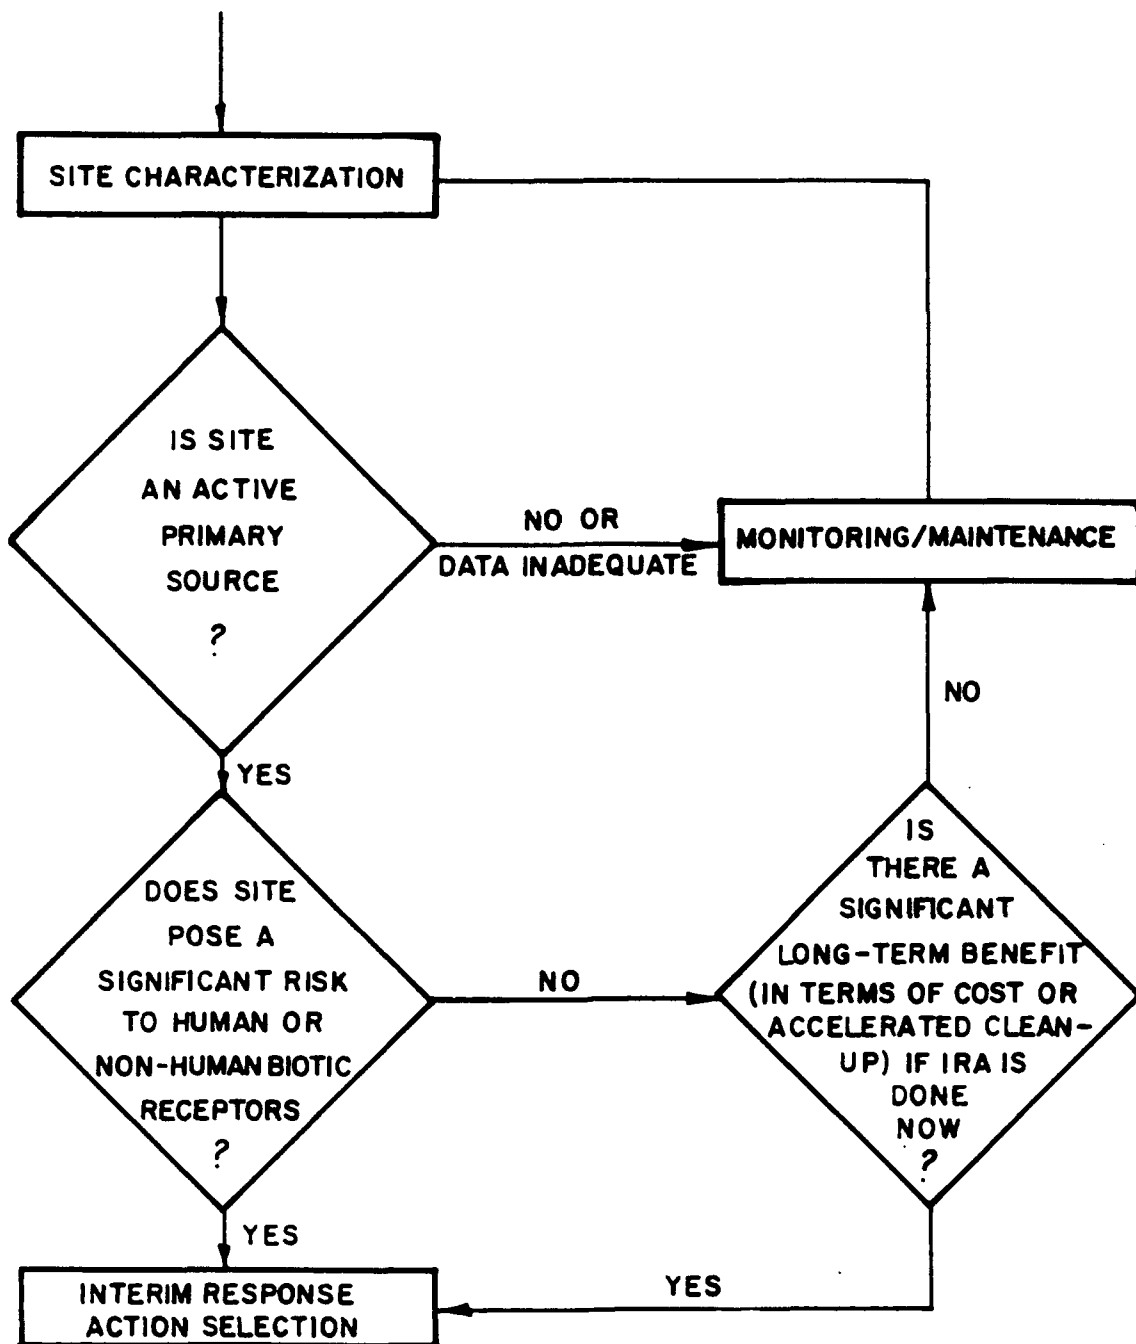 SITE CHARACTERIZATION
IS SITE
AN ACTIVE
PRIMARY
SOURCE
?
NO OR
DATA INADEQUATE
MONITORING/MAINTENANCE
YES
NO
DOES SITE
POSE A
SIGNIFICANT RISK
TO HUMAN OR
NON-HUMAN BIOTIC
RECEPTORS
?
NO
IS
THERE A
SIGNIFICANT
LONG-TERM BENEFIT
(IN TERMS OF COST OR
ACCELERATED CLEAN-
UP) IF IRA IS
DONE
NOW
?
YES
YES
INTERIM RESPONSE
ACTION SELECTION